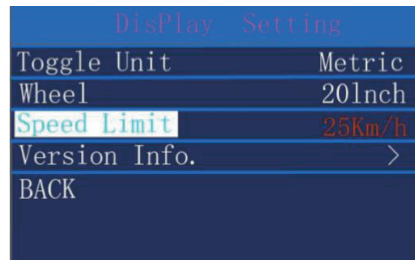 DisPlay Setting
Toggle Unit Metric
Wheel 20lnch
Speed Limit 25Km/h
Version Info. >
BACK